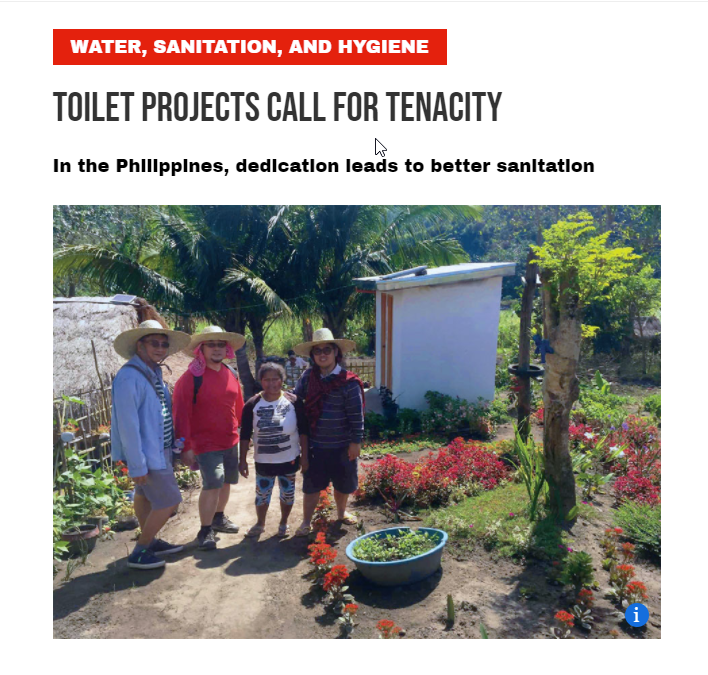 WATER, SANITATION, AND HYGIENE
TOILET PROJECTS CALL FOR TENACITY
In the Philippines, dedication leads to better sanitation
i